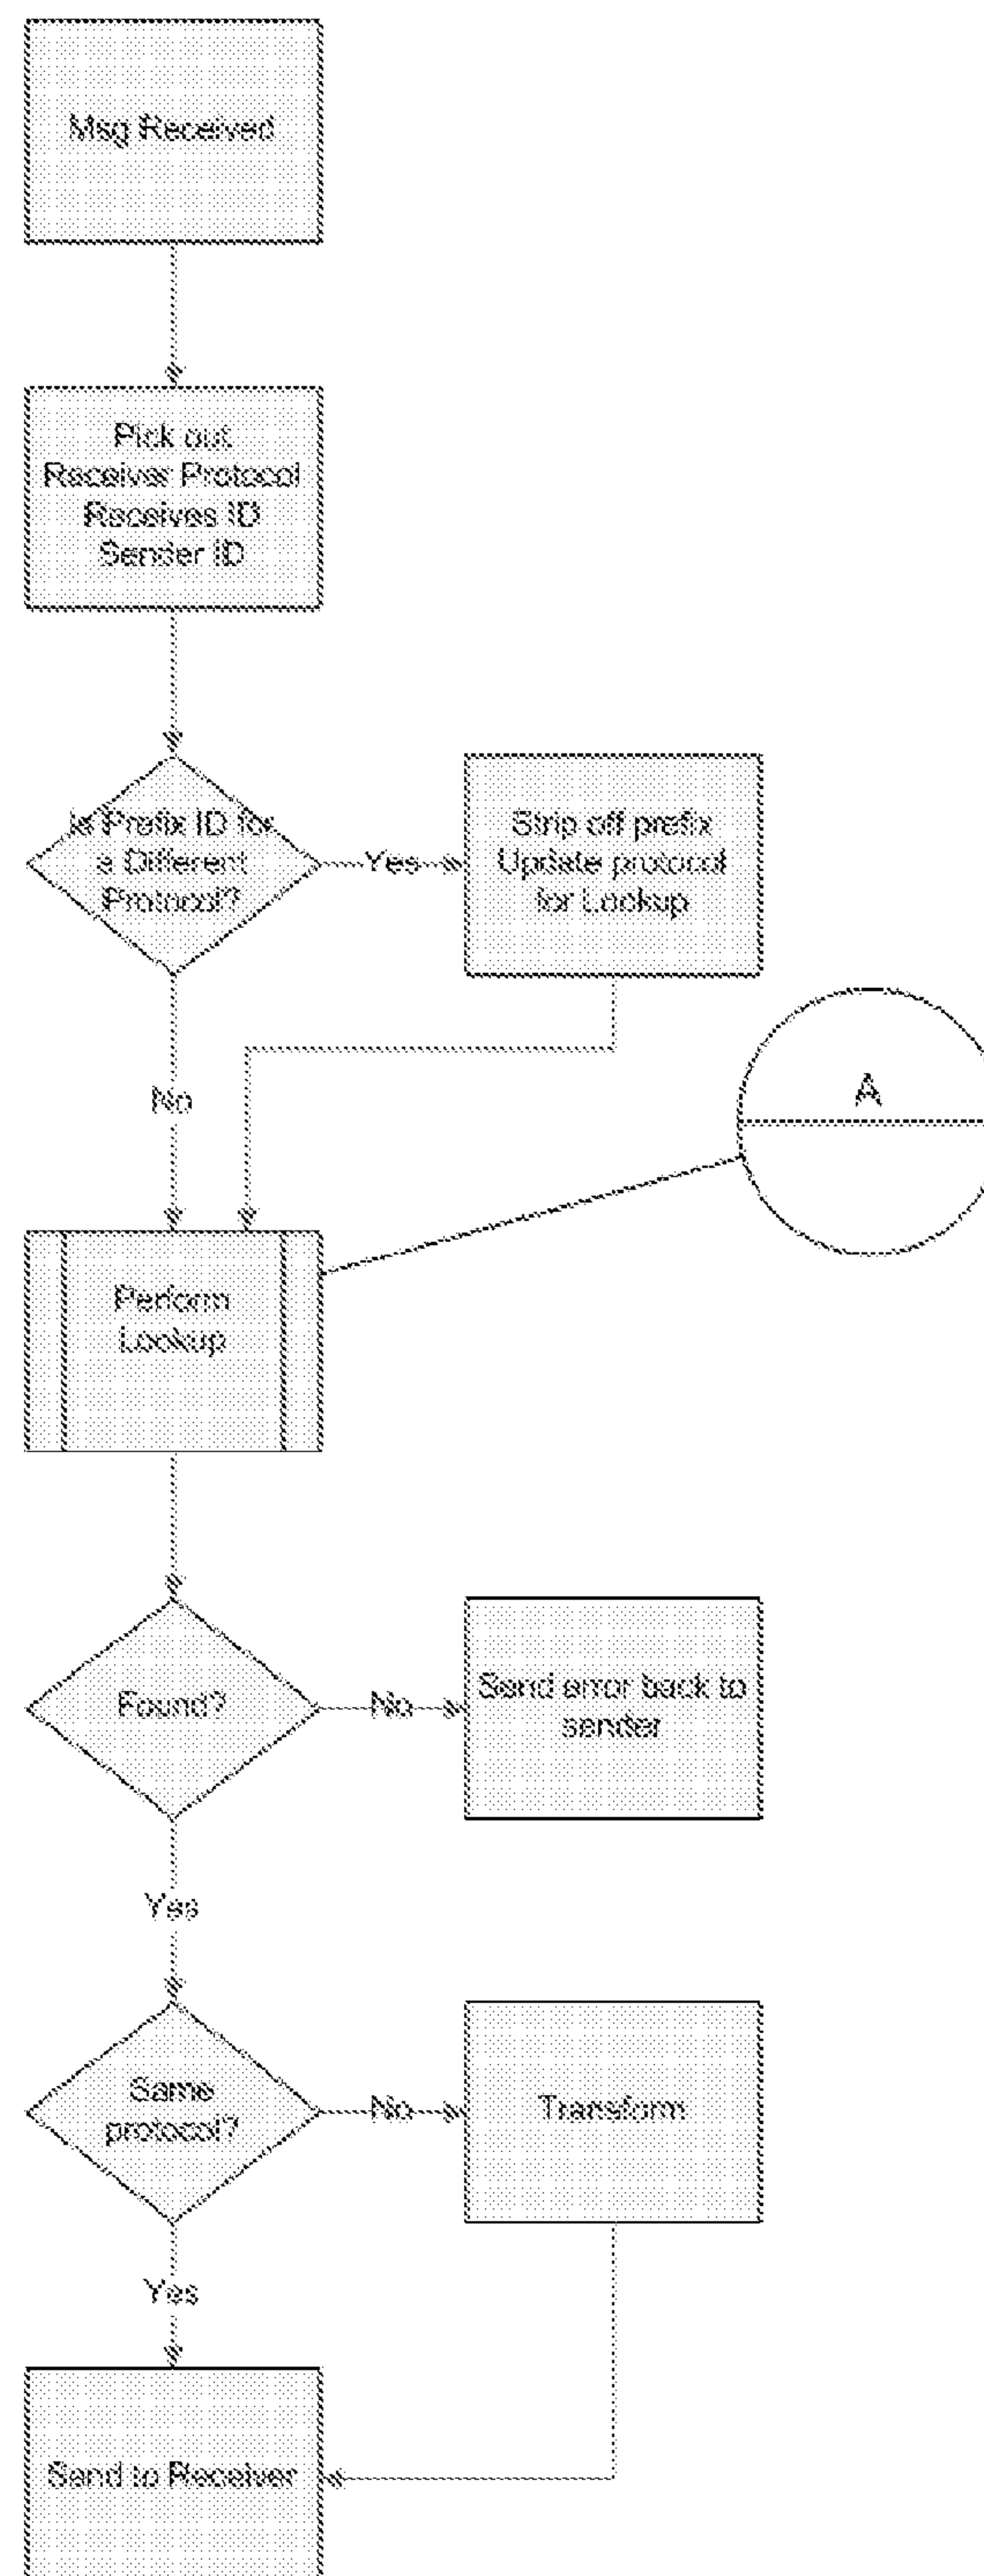 Msg Received
Pick out
Receiver Protocol
Receives ID
Sender ID
Is Prefix ID for
a Different
Protocol?
Yes
Strip off prefix
Update protocol
for Lookup
No
A
Perform
Lookup
Found?
No
Send error back to
sender
Yes
Same
protocol?
No
Transform
Yes
Send to Receiver